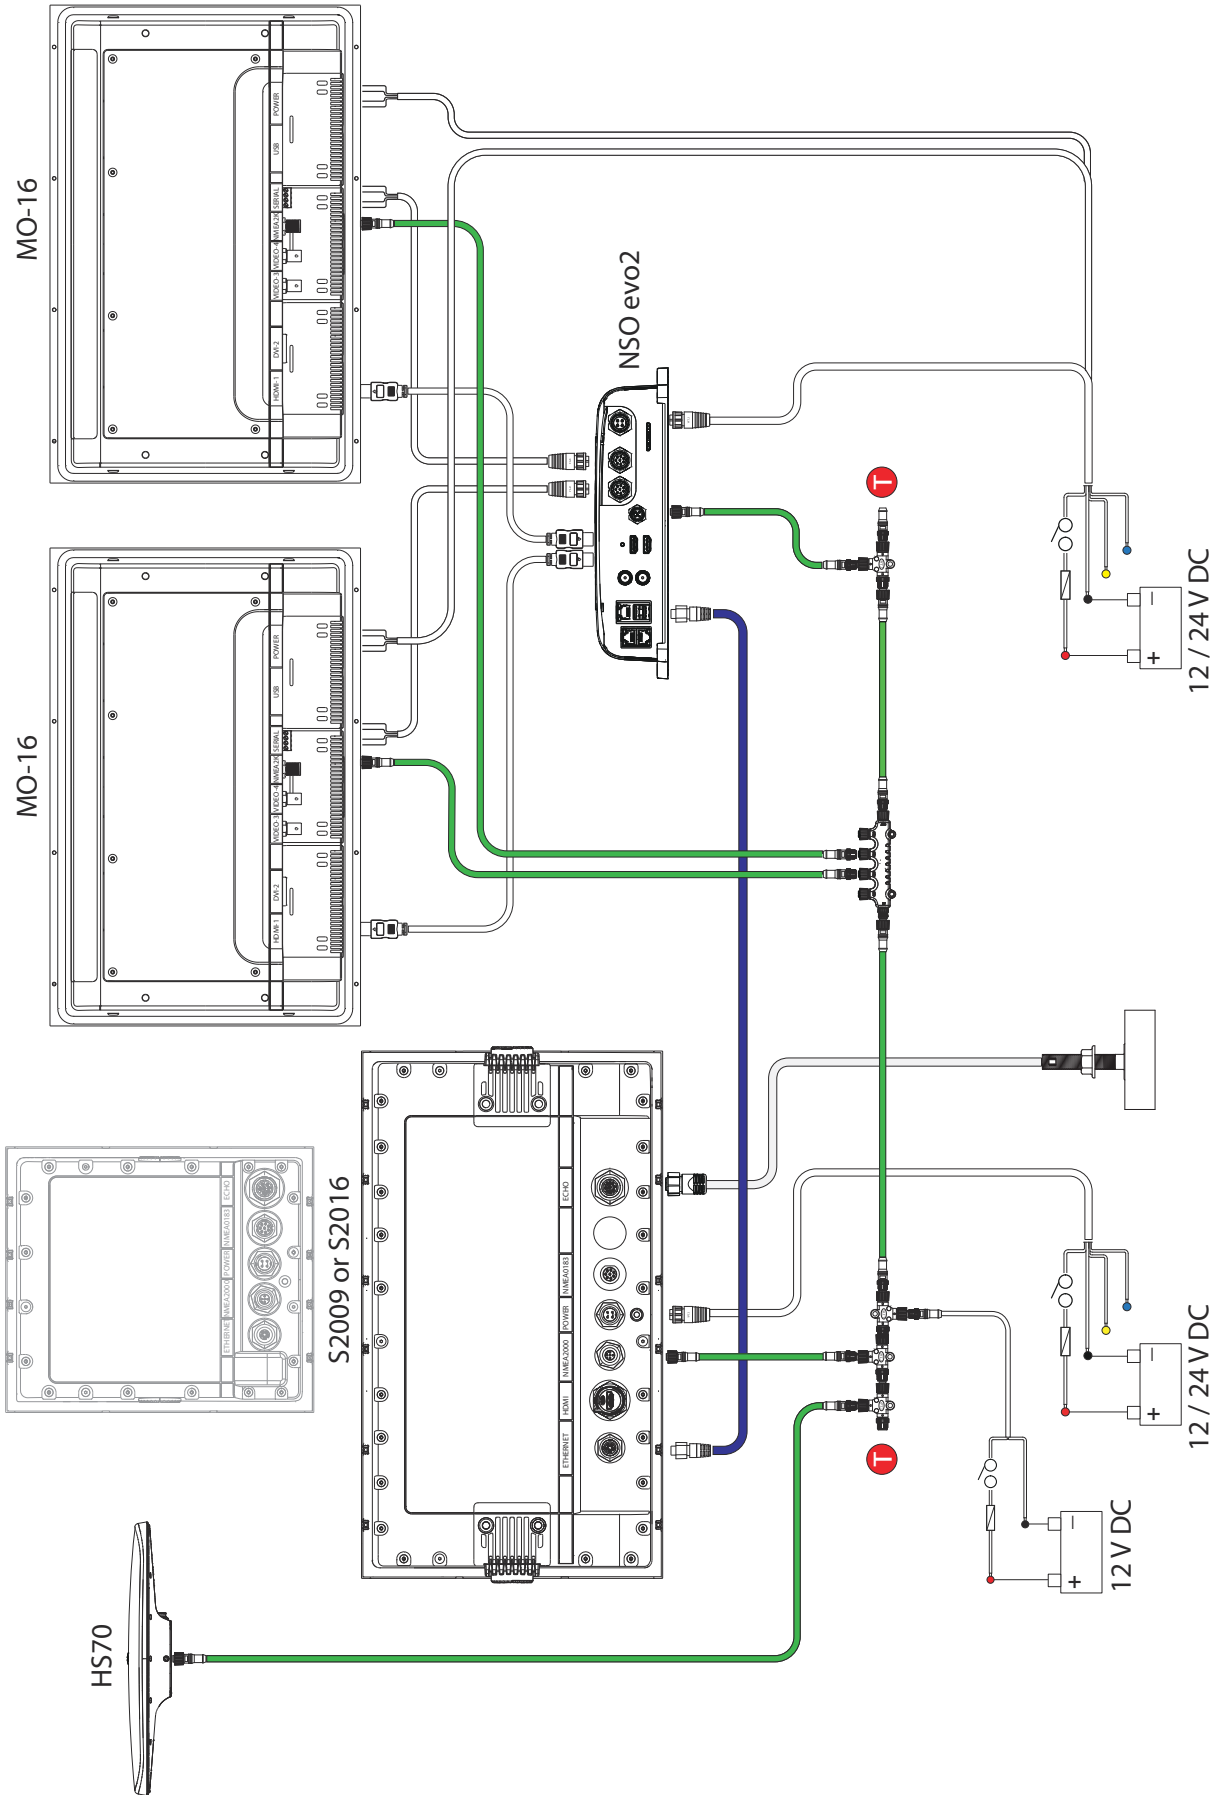 MO-16
HDMI-1 DVI-2 VIDEO-3 VIDEO-4 NMEA2K SERIAL USB POWER
MO-16
HDMI-1 DVI-2 VIDEO-3 VIDEO-4 NMEA2K SERIAL USB POWER
NSO evo2
12 / 24 V DC
+ −
T
ETHERNET NMEA2000 POWER NMEA0183 ECHO
S2009 or S2016
ETHERNET HDMI NMEA2000 POWER NMEA0183 ECHO
HS70
T
12 V DC
+ −
12 / 24 V DC
+ −